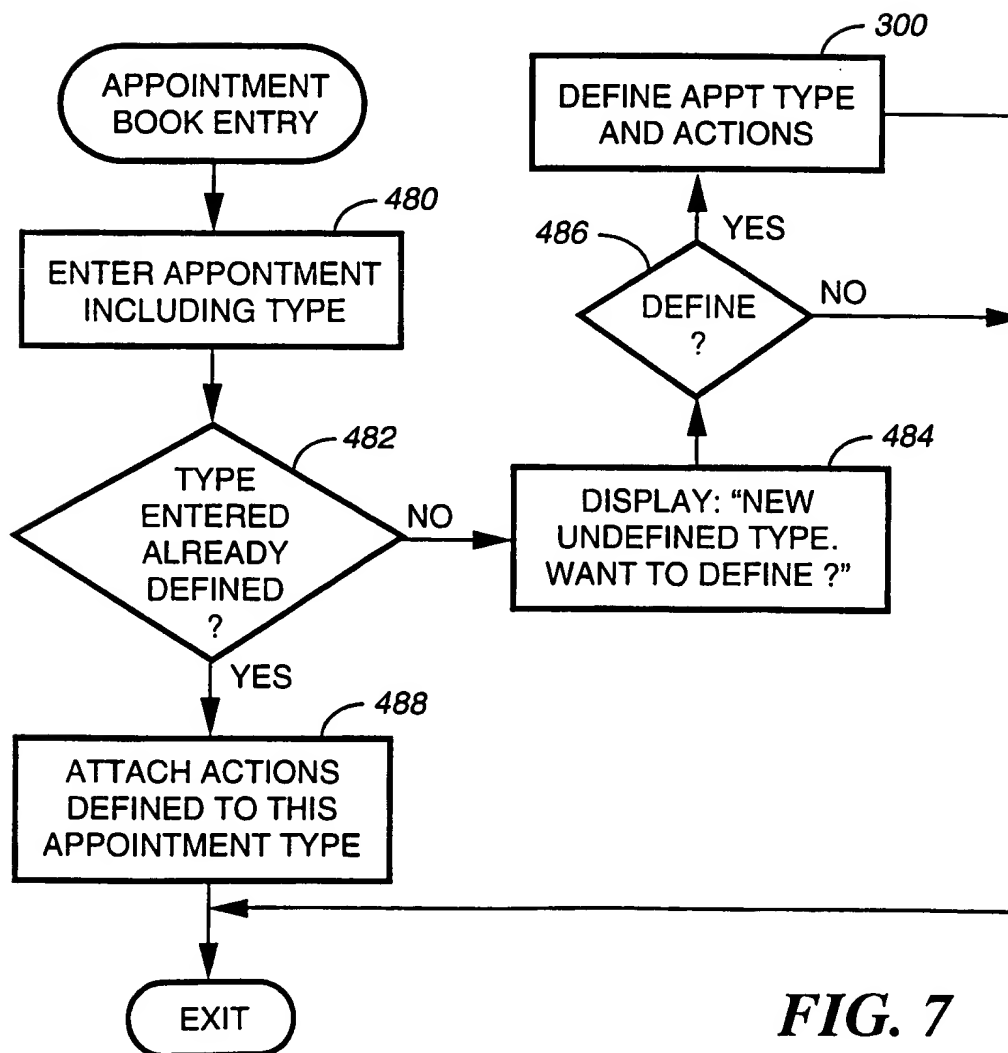 APPOINTMENT
BOOK ENTRY
480
ENTER APPONTMENT
INCLUDING TYPE
482
TYPE
ENTERED
ALREADY
DEFINED
?
NO
YES
488
ATTACH ACTIONS
DEFINED TO THIS
APPOINTMENT TYPE
EXIT
300
DEFINE APPT TYPE
AND ACTIONS
YES
486
DEFINE
?
NO
484
DISPLAY: “NEW
UNDEFINED TYPE.
WANT TO DEFINE ?”
FIG. 7